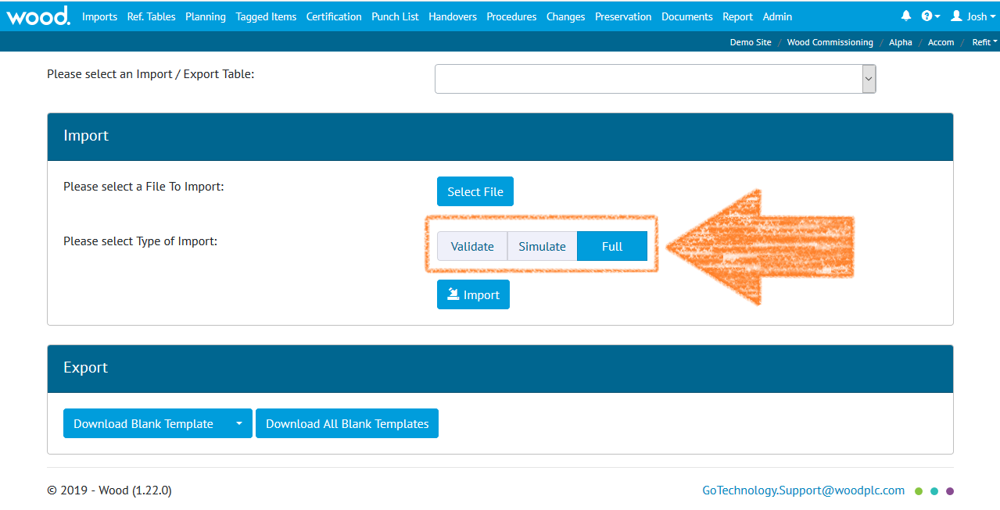 wood. Imports Ref. Tables Planning Tagged Items Certification Punch List Handovers Procedures Changes Preservation Documents Report Admin Josh
Demo Site / Wood Commissioning / Alpha / Accom / Refit
Please select an Import / Export Table:
Import
Please select a File To Import: Select File
Please select Type of Import: Validate Simulate Full
Import
Export
Download Blank Template Download All Blank Templates
© 2019 - Wood (1.22.0) GoTechnology.Support@woodplc.com